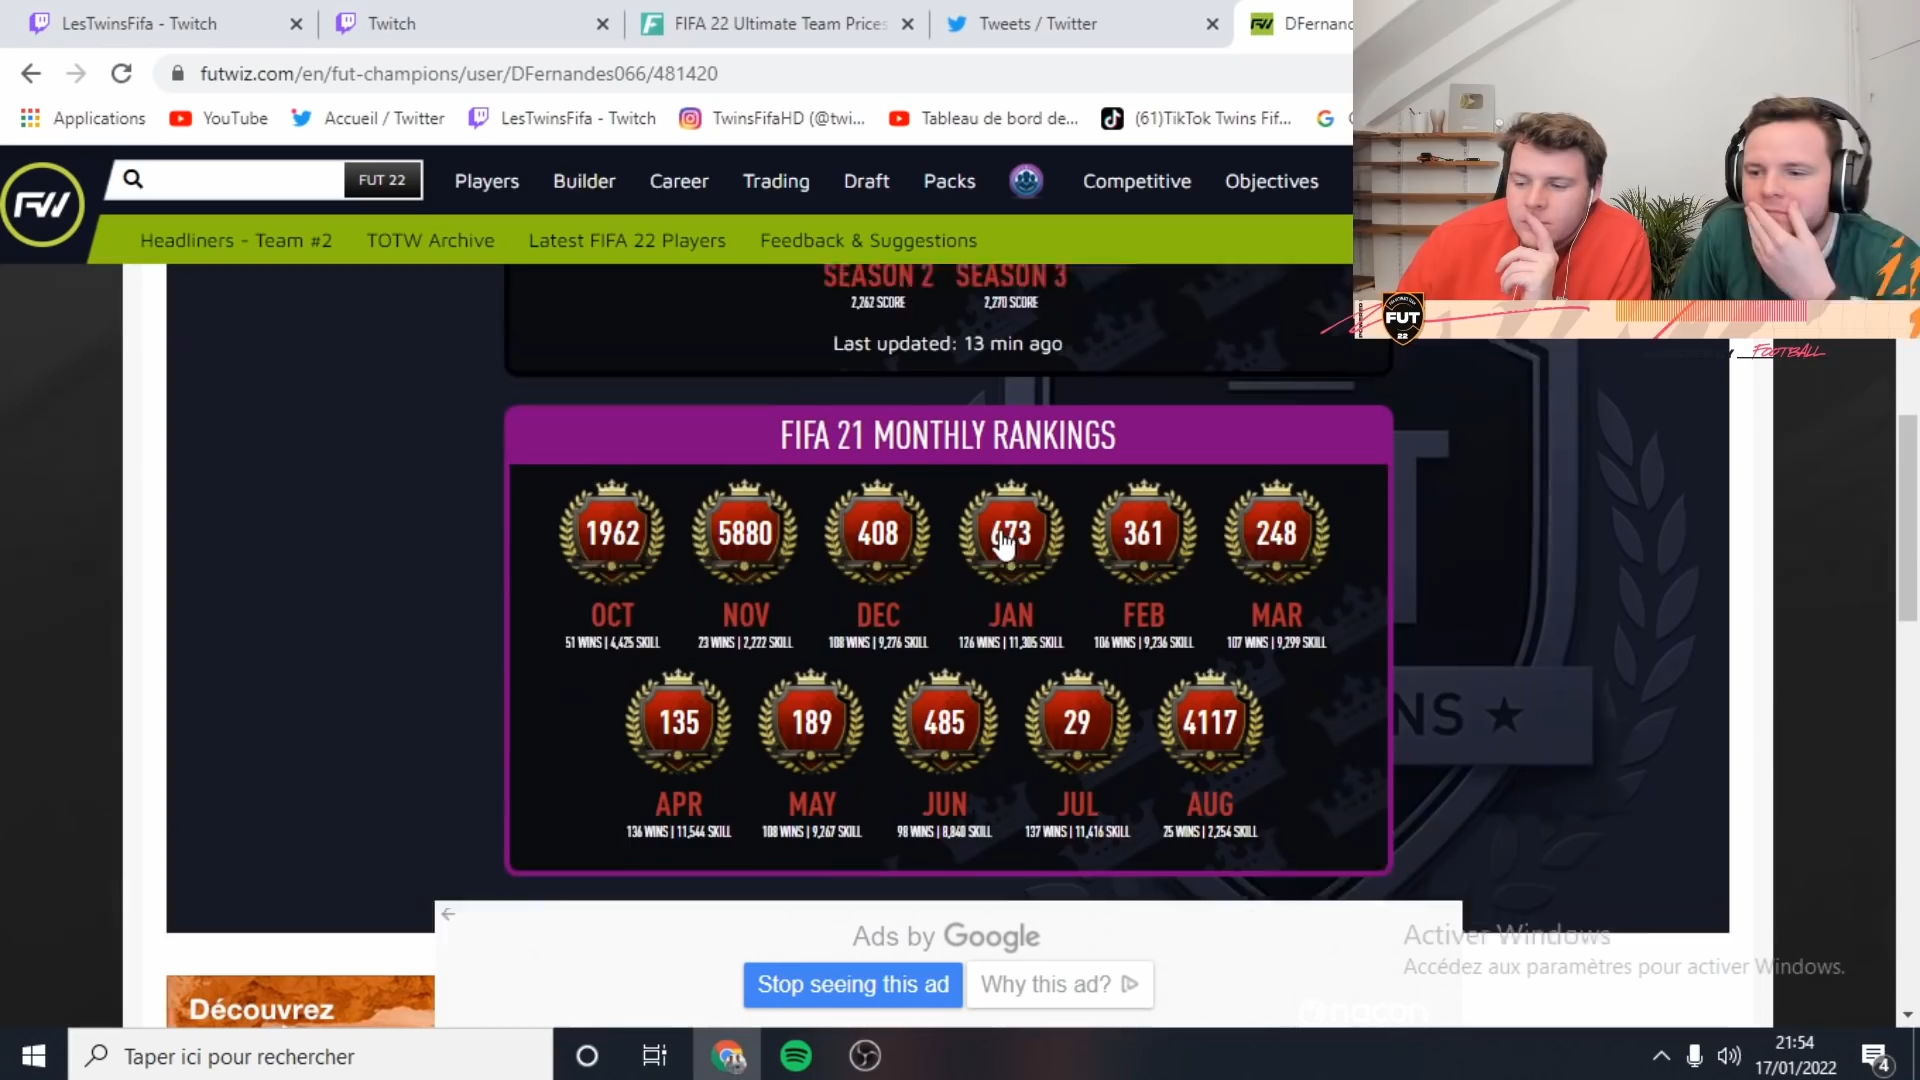 LesTwinsFifa - Twitch
Twitch
FIFA 22 Ultimate Team Prices
Tweets / Twitter
DFernand
futwiz.com/en/fut-champions/user/DFernandes066/481420
Applications
YouTube
Accueil / Twitter
LesTwinsFifa - Twitch
TwinsFifaHD (@twi...
Tableau de bord de...
(61)TikTok Twins Fif...
FW
FUT 22
Players
Builder
Career
Trading
Draft
Packs
Competitive
Objectives
Headliners - Team #2
TOTW Archive
Latest FIFA 22 Players
Feedback & Suggestions
FUT
22
FOOTBALL
SEASON 2 SEASON 3
2,262 SCORE 2,270 SCORE
Last updated: 13 min ago
FIFA 21 MONTHLY RANKINGS
1962 5880 408 473 361 248
OCT NOV DEC JAN FEB MAR
51 WINS | 4,425 SKILL 23 WINS | 2,222 SKILL 108 WINS | 9,276 SKILL 126 WINS | 11,305 SKILL 106 WINS | 9,236 SKILL 107 WINS | 9,299 SKILL
135 189 485 29 4117
APR MAY JUN JUL AUG
136 WINS | 11,544 SKILL 108 WINS | 9,267 SKILL 98 WINS | 8,840 SKILL 137 WINS | 11,416 SKILL 25 WINS | 2,254 SKILL
NS ★
Ads by Google
Stop seeing this ad
Why this ad?
nacon
Activer Windows
Accédez aux paramètres pour activer Windows.
Découvrez
Taper ici pour rechercher
21:54
17/01/2022
4